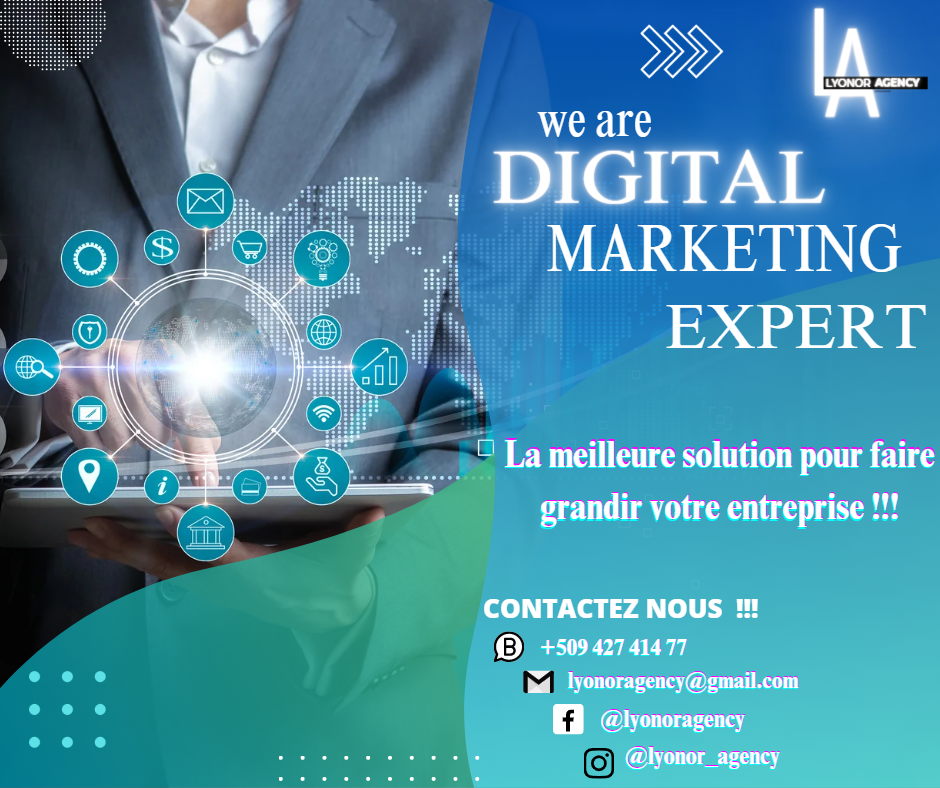 LA
LYONOR AGENCY
we are
DIGITAL
MARKETING
EXPERT
La meilleure solution pour faire
grandir votre entreprise !!!
CONTACTEZ NOUS !!!
+509 427 414 77
lyonoragency@gmail.com
@lyonoragency
@lyonor_agency